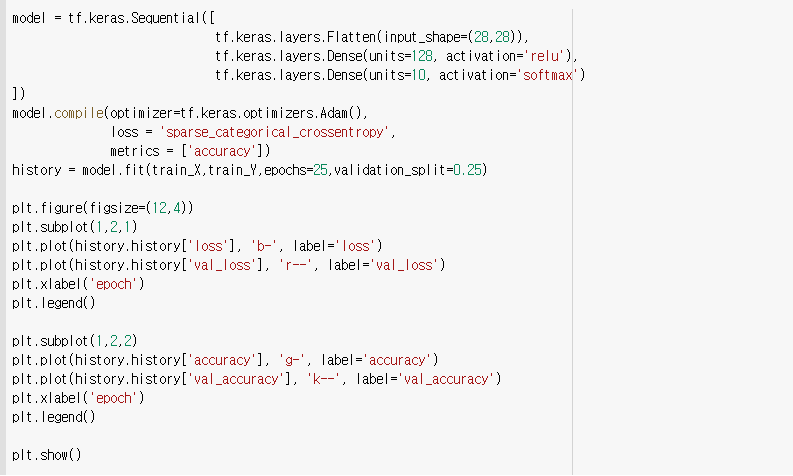 model = tf.keras.Sequential([
                             tf.keras.layers.Flatten(input_shape=(28,28)),
                             tf.keras.layers.Dense(units=128, activation='relu'),
                             tf.keras.layers.Dense(units=10, activation='softmax')
])
model.compile(optimizer=tf.keras.optimizers.Adam(),
              loss = 'sparse_categorical_crossentropy',
              metrics = ['accuracy'])
history = model.fit(train_X,train_Y,epochs=25,validation_split=0.25)

plt.figure(figsize=(12,4))
plt.subplot(1,2,1)
plt.plot(history.history['loss'], 'b-', label='loss')
plt.plot(history.history['val_loss'], 'r--', label='val_loss')
plt.xlabel('epoch')
plt.legend()

plt.subplot(1,2,2)
plt.plot(history.history['accuracy'], 'g-', label='accuracy')
plt.plot(history.history['val_accuracy'], 'k--', label='val_accuracy')
plt.xlabel('epoch')
plt.legend()

plt.show()